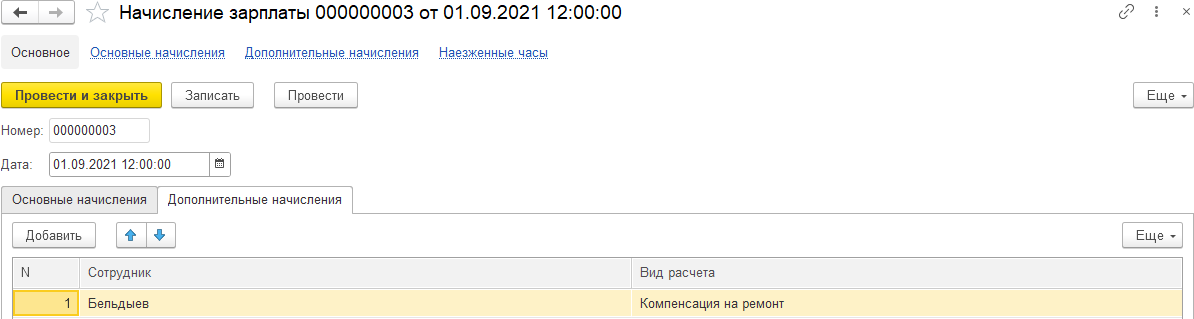 Начисление зарплаты 000000003 от 01.09.2021 12:00:00
Основное Основные начисления Дополнительные начисления Наезженные часы
Провести и закрыть Записать Провести Еще
Номер: 000000003
Дата: 01.09.2021 12:00:00
Основные начисления Дополнительные начисления
Добавить Еще
N Сотрудник Вид расчета
1 Бельдыев Компенсация на ремонт